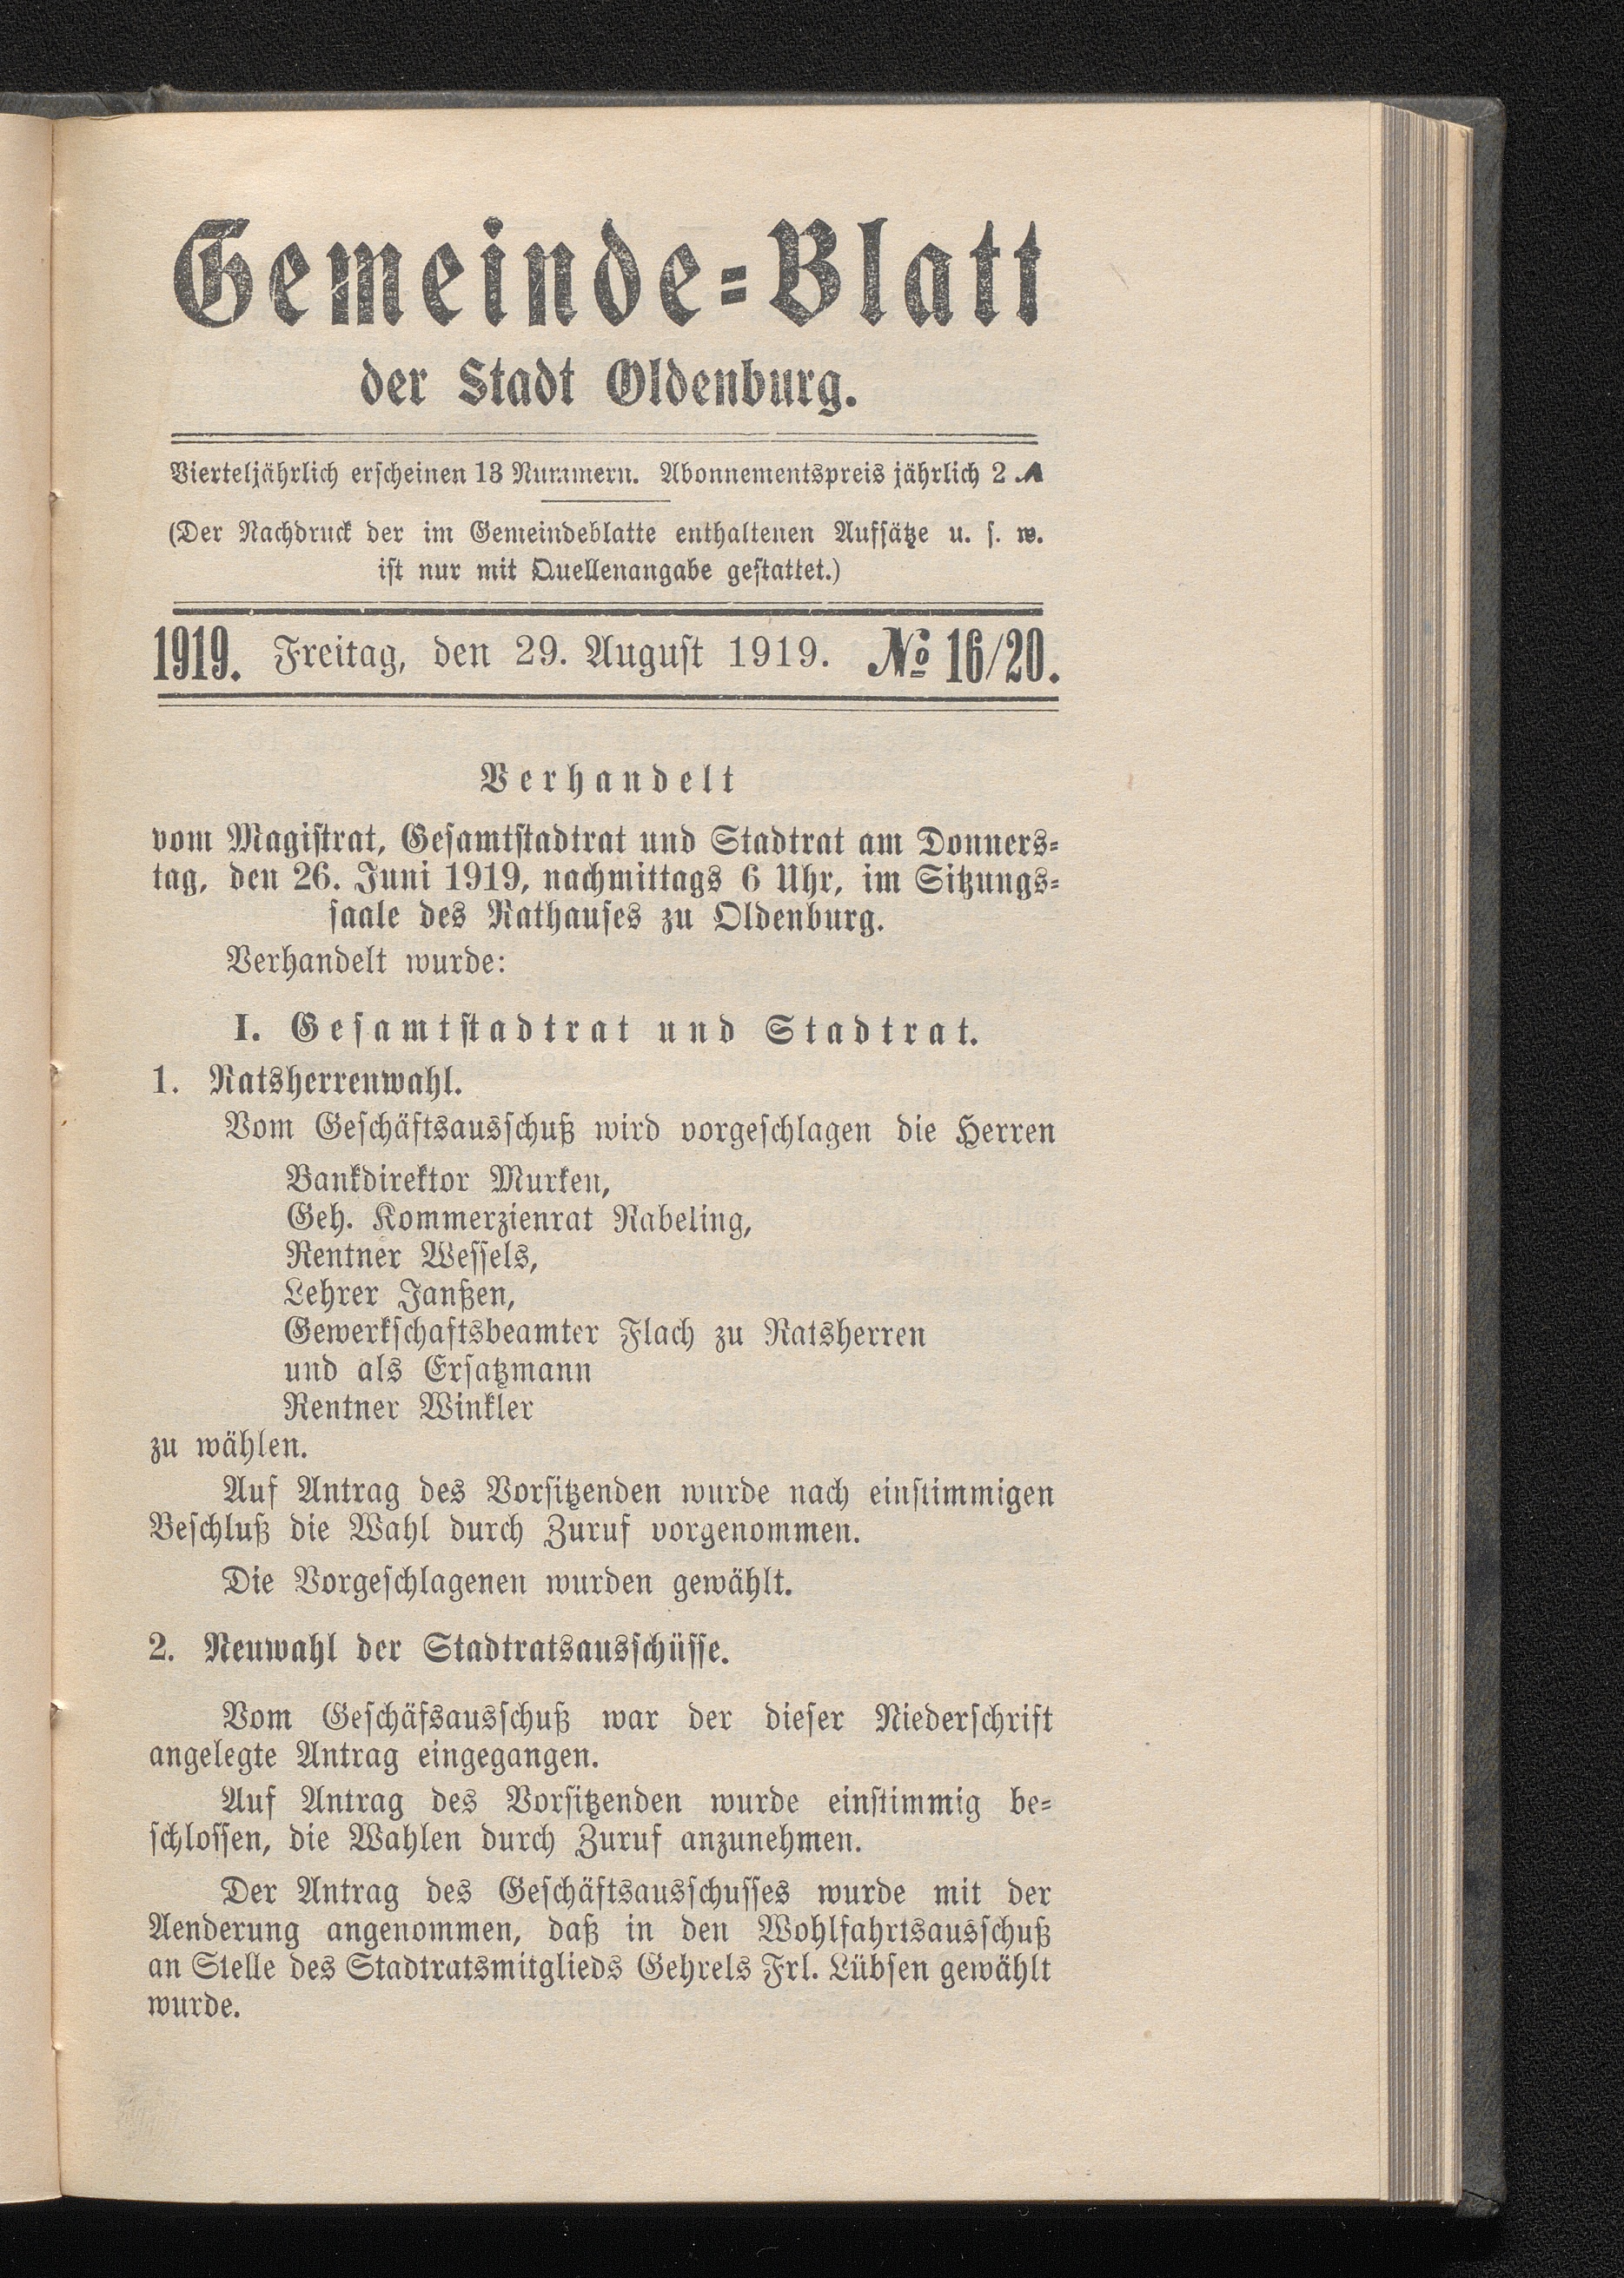 Gemeinde=Blatt
der Stadt Oldenburg.
Vierteljährlich erscheinen 13 Nummern. Abonnementspreis jährlich 2 ℳ
(Der Nachdruck der im Gemeindeblatte enthaltenen Aufsätze u. s. w.
ist nur mit Quellenangabe gestattet.)
1919. Freitag, den 29. August 1919. № 16/20.
Verhandelt
vom Magistrat, Gesamtstadtrat und Stadtrat am Donners=
tag, den 26. Juni 1919, nachmittags 6 Uhr, im Sitzungs=
saale des Rathauses zu Oldenburg.
Verhandelt wurde:
I. Gesamtstadtrat und Stadtrat.
1. Ratsherrenwahl.
Vom Geschäftsausschuß wird vorgeschlagen die Herren
Bankdirektor Murken,
Geh. Kommerzienrat Rabeling,
Rentner Wessels,
Lehrer Janßen,
Gewerkschaftsbeamter Flach zu Ratsherren
und als Ersatzmann
Rentner Winkler
zu wählen.
Auf Antrag des Vorsitzenden wurde nach einstimmigen
Beschluß die Wahl durch Zuruf vorgenommen.
Die Vorgeschlagenen wurden gewählt.
2. Neuwahl der Stadtratsausschüsse.
Vom Geschäfsausschuß war der dieser Niederschrift
angelegte Antrag eingegangen.
Auf Antrag des Vorsitzenden wurde einstimmig be=
schlossen, die Wahlen durch Zuruf anzunehmen.
Der Antrag des Geschäftsausschusses wurde mit der
Aenderung angenommen, daß in den Wohlfahrtsausschuß
an Stelle des Stadtratsmitglieds Gehrels Frl. Lübsen gewählt
wurde.